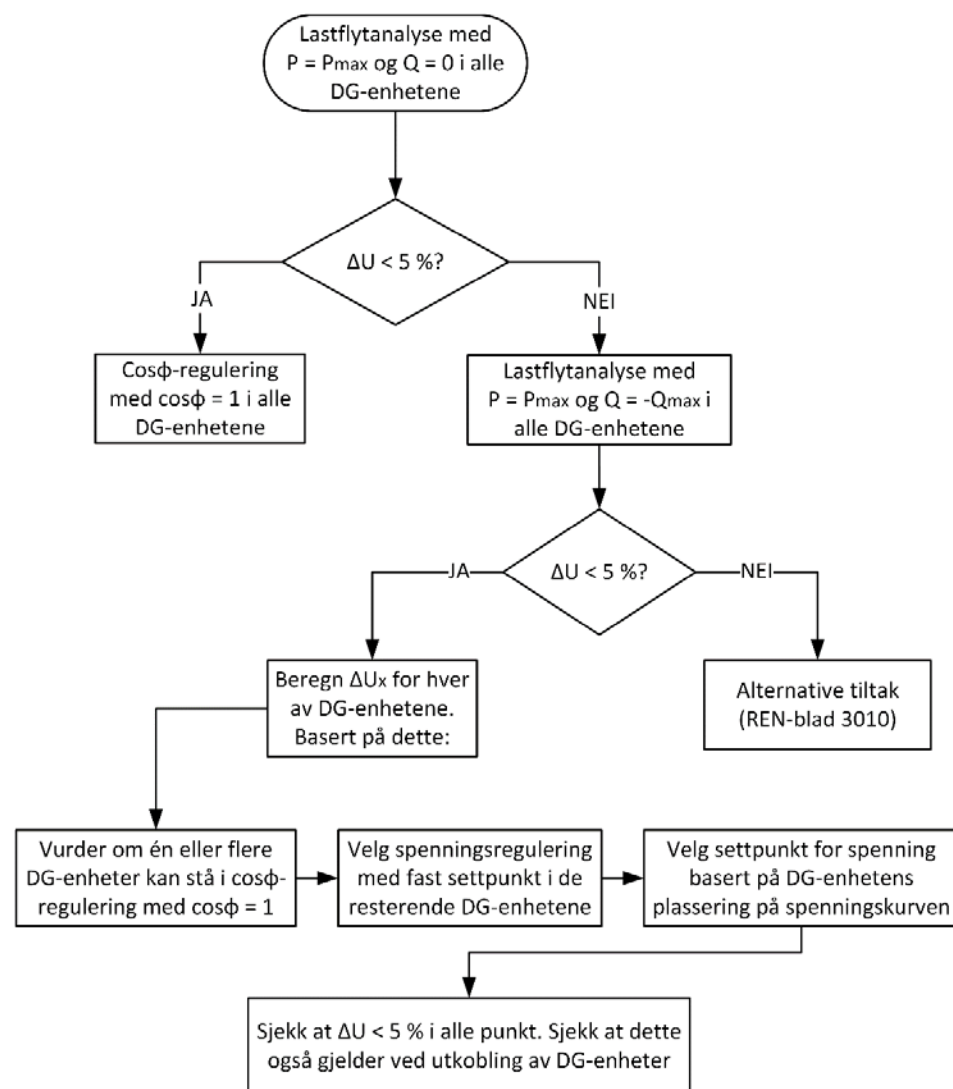 Lastflytanalyse med
P = Pmax og Q = 0 i alle
DG-enhetene
ΔU < 5 %?
JA
NEI
Cosϕ-regulering
med cosϕ = 1 i alle
DG-enhetene
Lastflytanalyse med
P = Pmax og Q = -Qmax i
alle DG-enhetene
ΔU < 5 %?
JA
NEI
Beregn ΔUx for hver
av DG-enhetene.
Basert på dette:
Alternative tiltak
(REN-blad 3010)
Vurder om én eller flere
DG-enheter kan stå i cosϕ-
regulering med cosϕ = 1
Velg spenningsregulering
med fast settpunkt i de
resterende DG-enhetene
Velg settpunkt for spenning
basert på DG-enhetens
plassering på spenningskurven
Sjekk at ΔU < 5 % i alle punkt. Sjekk at dette
også gjelder ved utkobling av DG-enheter